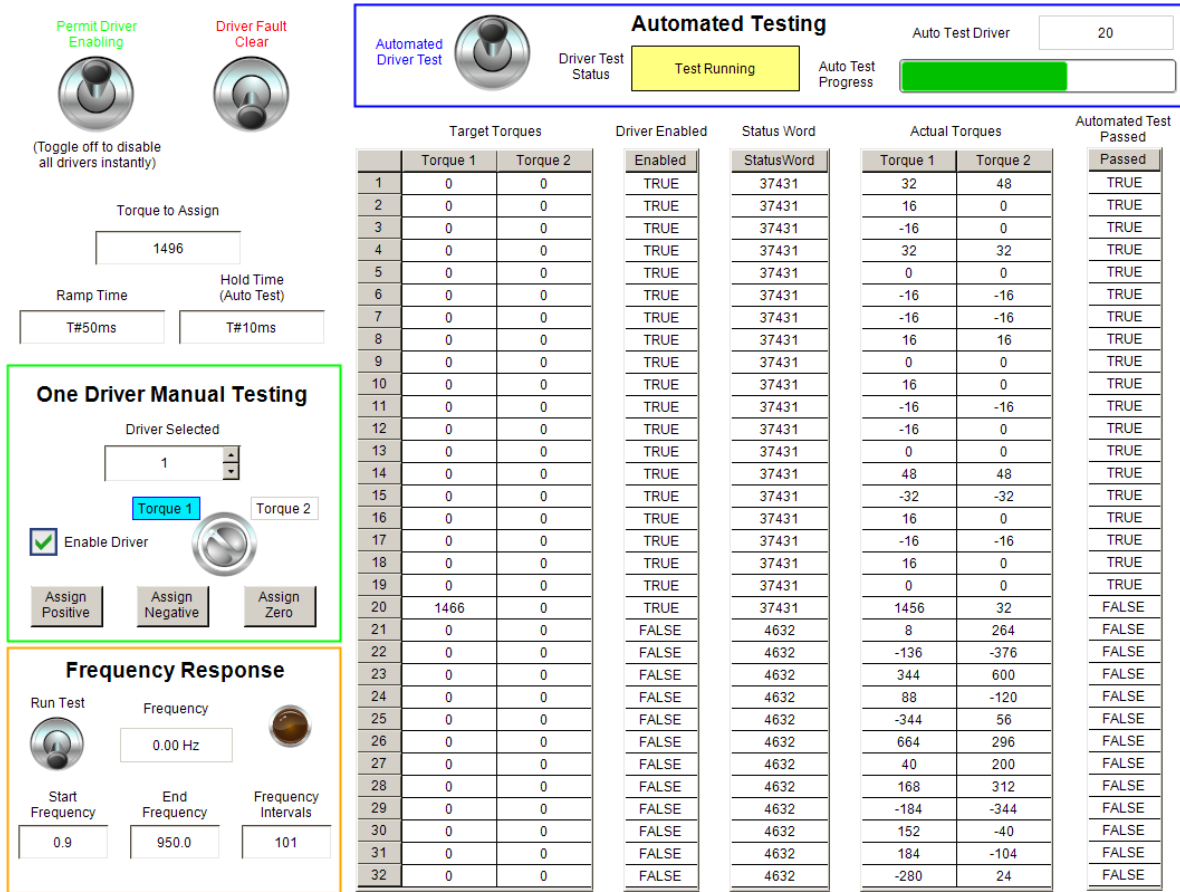 Permit Driver
Enabling
Driver Fault
Clear
(Toggle off to disable
all drivers instantly)
Torque to Assign
1496
Ramp Time
Hold Time
(Auto Test)
T#50ms
T#10ms
One Driver Manual Testing
Driver Selected
1
Torque 1
Torque 2
Enable Driver
Assign
Positive
Assign
Negative
Assign
Zero
Frequency Response
Run Test
Frequency
0.00 Hz
Start
Frequency
End
Frequency
Frequency
Intervals
0.9
950.0
101
Automated
Driver Test
Automated Testing
Driver Test
Status
Test Running
Auto Test Driver
20
Auto Test
Progress
Target Torques
Driver Enabled
Status Word
Actual Torques
Automated Test
Passed
Torque 1 Torque 2 Enabled StatusWord Torque 1 Torque 2 Passed
1 0 0 TRUE 37431 32 48 TRUE
2 0 0 TRUE 37431 16 0 TRUE
3 0 0 TRUE 37431 -16 0 TRUE
4 0 0 TRUE 37431 32 32 TRUE
5 0 0 TRUE 37431 0 0 TRUE
6 0 0 TRUE 37431 -16 -16 TRUE
7 0 0 TRUE 37431 -16 -16 TRUE
8 0 0 TRUE 37431 16 16 TRUE
9 0 0 TRUE 37431 0 0 TRUE
10 0 0 TRUE 37431 16 0 TRUE
11 0 0 TRUE 37431 -16 -16 TRUE
12 0 0 TRUE 37431 -16 0 TRUE
13 0 0 TRUE 37431 0 0 TRUE
14 0 0 TRUE 37431 48 48 TRUE
15 0 0 TRUE 37431 -32 -32 TRUE
16 0 0 TRUE 37431 16 0 TRUE
17 0 0 TRUE 37431 -16 -16 TRUE
18 0 0 TRUE 37431 16 0 TRUE
19 0 0 TRUE 37431 0 0 TRUE
20 1466 0 TRUE 37431 1456 32 FALSE
21 0 0 FALSE 4632 8 264 FALSE
22 0 0 FALSE 4632 -136 -376 FALSE
23 0 0 FALSE 4632 344 600 FALSE
24 0 0 FALSE 4632 88 -120 FALSE
25 0 0 FALSE 4632 -344 56 FALSE
26 0 0 FALSE 4632 664 296 FALSE
27 0 0 FALSE 4632 40 200 FALSE
28 0 0 FALSE 4632 168 312 FALSE
29 0 0 FALSE 4632 -184 -344 FALSE
30 0 0 FALSE 4632 152 -40 FALSE
31 0 0 FALSE 4632 184 -104 FALSE
32 0 0 FALSE 4632 -280 24 FALSE